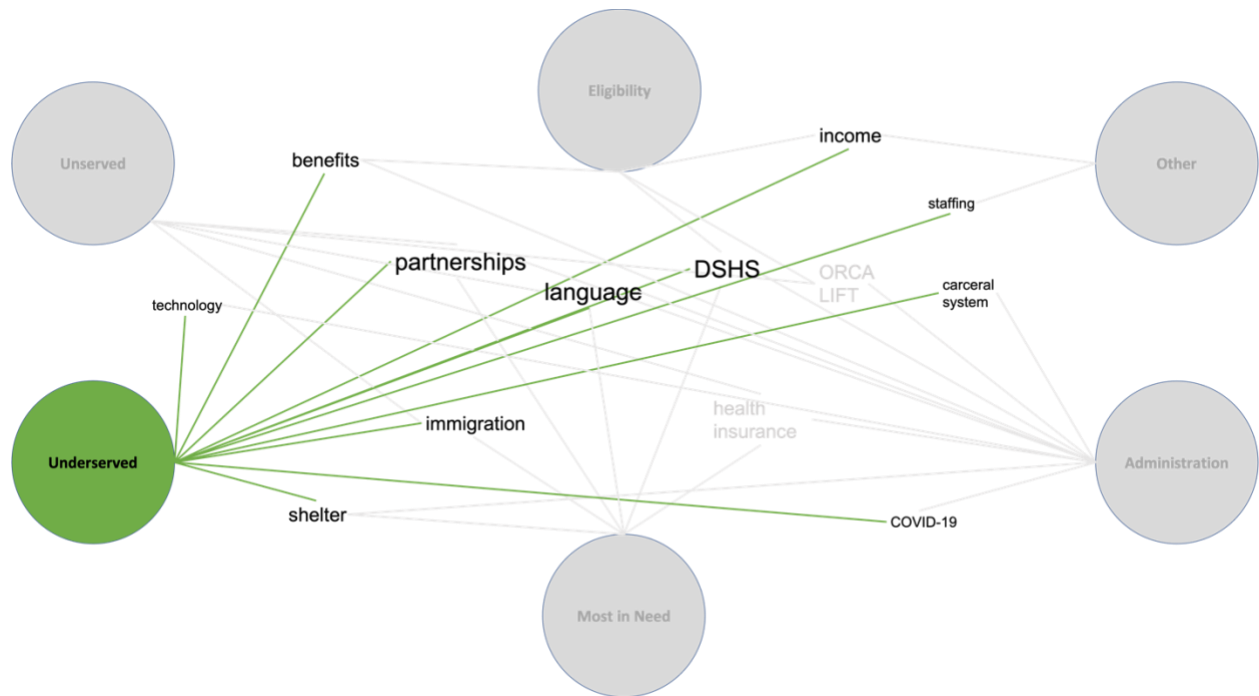 Eligibility
income
Unserved
benefits
Other
staffing
partnerships
DSHS
ORCA
LIFT
language
carceral
system
technology
health
insurance
immigration
Underserved
Administration
shelter
COVID-19
Most in Need